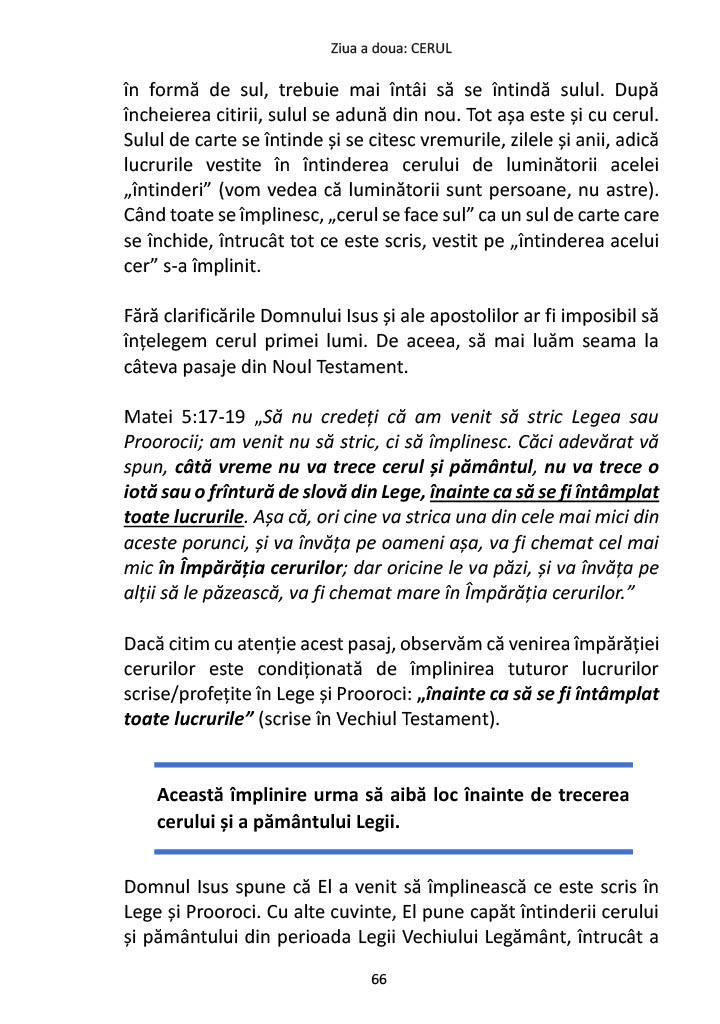 Ziua a doua: CERUL
în formă de sul, trebuie mai întâi să se întindă sulul. După
încheierea citirii, sulul se adună din nou. Tot așa este și cu cerul.
Sulul de carte se întinde și se citesc vremurile, zilele și anii, adică
lucrurile vestite în întinderea cerului de luminătorii acelei
„întinderi” (vom vedea că luminătorii sunt persoane, nu astre).
Când toate se împlinesc, „cerul se face sul” ca un sul de carte care
se închide, întrucât tot ce este scris, vestit pe „întinderea acelui
cer” s-a împlinit.
Fără clarificările Domnului Isus și ale apostolilor ar fi imposibil să
înțelegem cerul primei lumi. De aceea, să mai luăm seama la
câteva pasaje din Noul Testament.
Matei 5:17-19 „Să nu credeți că am venit să stric Legea sau
Proorocii; am venit nu să stric, ci să împlinesc. Căci adevărat vă
spun, câtă vreme nu va trece cerul și pământul, nu va trece o
iotă sau o frîntură de slovă din Lege, înainte ca să se fi întâmplat
toate lucrurile. Așa că, ori cine va strica una din cele mai mici din
aceste porunci, și va învăța pe oameni așa, va fi chemat cel mai
mic în Împărăția cerurilor; dar oricine le va păzi, și va învăța pe
alții să le păzească, va fi chemat mare în Împărăția cerurilor.”
Dacă citim cu atenție acest pasaj, observăm că venirea împărăției
cerurilor este condiționată de împlinirea tuturor lucrurilor
scrise/profețite în Lege și Prooroci: „înainte ca să se fi întâmplat
toate lucrurile” (scrise în Vechiul Testament).
Această împlinire urma să aibă loc înainte de trecerea
cerului și a pământului Legii.
Domnul Isus spune că El a venit să împlinească ce este scris în
Lege și Prooroci. Cu alte cuvinte, El pune capăt întinderii cerului
și pământului din perioada Legii Vechiului Legământ, întrucât a
66